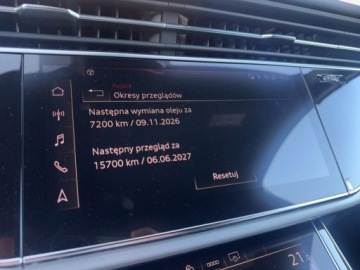 Pojazd
Okresy przeglądów
Następna wymiana oleju za
7200 km / 09.11.2026
Następny przegląd za
15700 km / 06.06.2027
Resetuj